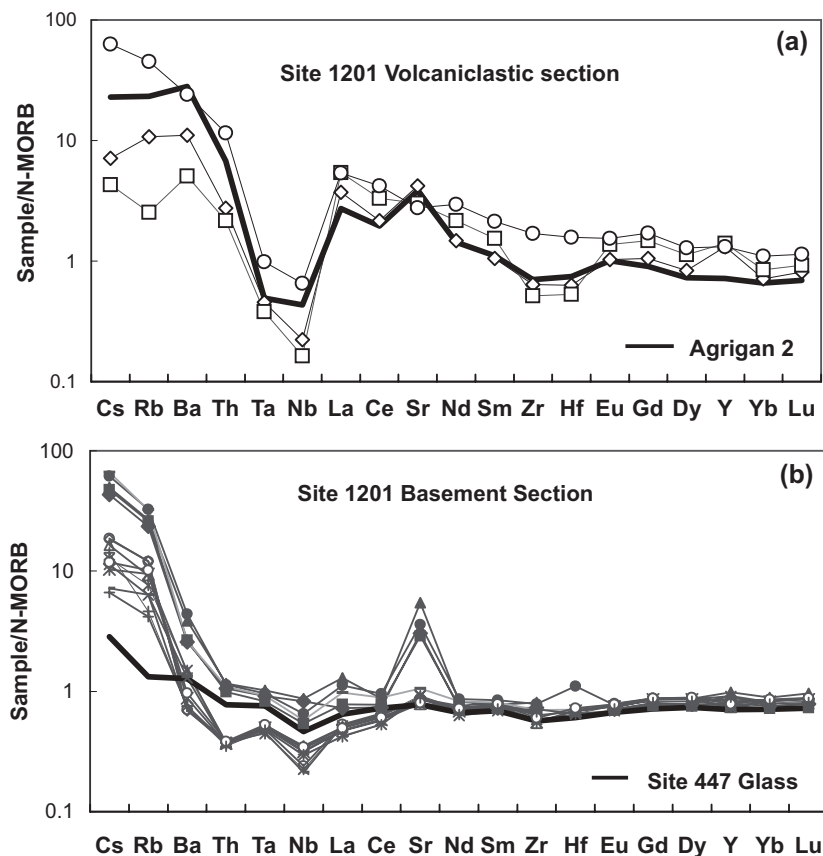 100
(a)
Site 1201 Volcaniclastic section
10
Sample/N-MORB
1
Agrigan 2
0.1
Cs Rb Ba Th Ta Nb La Ce Sr Nd Sm Zr Hf Eu Gd Dy Y Yb Lu
100
(b)
Site 1201 Basement Section
10
Sample/N-MORB
1
Site 447 Glass
0.1
Cs Rb Ba Th Ta Nb La Ce Sr Nd Sm Zr Hf Eu Gd Dy Y Yb Lu